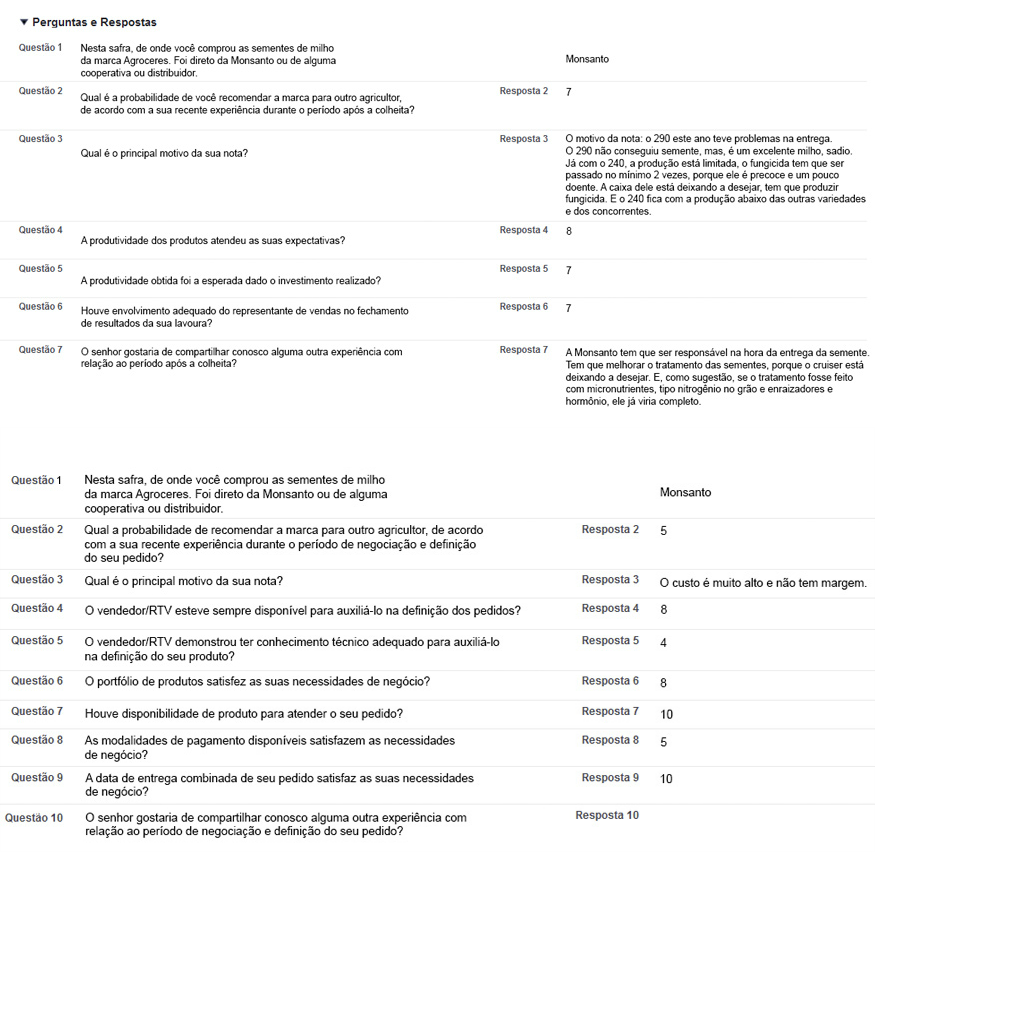 ▼ Perguntas e Respostas
Questão 1 Nesta safra, de onde você comprou as sementes de milho
da marca Agroceres. Foi direto da Monsanto ou de alguma
cooperativa ou distribuidor.
Monsanto
Questão 2 Qual é a probabilidade de você recomendar a marca para outro agricultor,
de acordo com a sua recente experiência durante o período após a colheita?
Resposta 2 7
Questão 3 Qual é o principal motivo da sua nota?
Resposta 3 O motivo da nota: o 290 este ano teve problemas na entrega.
O 290 não conseguiu semente, mas, é um excelente milho, sadio.
Já com o 240, a produção está limitada, o fungicida tem que ser
passado no mínimo 2 vezes, porque ele é precoce e um pouco
doente. A caixa dele está deixando a desejar, tem que produzir
fungicida. E o 240 fica com a produção abaixo das outras variedades
e dos concorrentes.
Questão 4 A produtividade dos produtos atendeu as suas expectativas?
Resposta 4 8
Questão 5 A produtividade obtida foi a esperada dado o investimento realizado?
Resposta 5 7
Questão 6 Houve envolvimento adequado do representante de vendas no fechamento
de resultados da sua lavoura?
Resposta 6 7
Questão 7 O senhor gostaria de compartilhar conosco alguma outra experiência com
relação ao período após a colheita?
Resposta 7 A Monsanto tem que ser responsável na hora da entrega da semente.
Tem que melhorar o tratamento das sementes, porque o cruiser está
deixando a desejar. E, como sugestão, se o tratamento fosse feito
com micronutrientes, tipo nitrogênio no grão e enraizadores e
hormônio, ele já viria completo.
Questão 1 Nesta safra, de onde você comprou as sementes de milho
da marca Agroceres. Foi direto da Monsanto ou de alguma
cooperativa ou distribuidor.
Monsanto
Questão 2 Qual a probabilidade de recomendar a marca para outro agricultor, de acordo
com a sua recente experiência durante o período de negociação e definição
do seu pedido?
Resposta 2 5
Questão 3 Qual é o principal motivo da sua nota?
Resposta 3 O custo é muito alto e não tem margem.
Questão 4 O vendedor/RTV esteve sempre disponível para auxiliá-lo na definição dos pedidos?
Resposta 4 8
Questão 5 O vendedor/RTV demonstrou ter conhecimento técnico adequado para auxiliá-lo
na definição do seu produto?
Resposta 5 4
Questão 6 O portfólio de produtos satisfez as suas necessidades de negócio?
Resposta 6 8
Questão 7 Houve disponibilidade de produto para atender o seu pedido?
Resposta 7 10
Questão 8 As modalidades de pagamento disponíveis satisfazem as necessidades
de negócio?
Resposta 8 5
Questão 9 A data de entrega combinada de seu pedido satisfaz as suas necessidades
de negócio?
Resposta 9 10
Questão 10 O senhor gostaria de compartilhar conosco alguma outra experiência com
relação ao período de negociação e definição do seu pedido?
Resposta 10